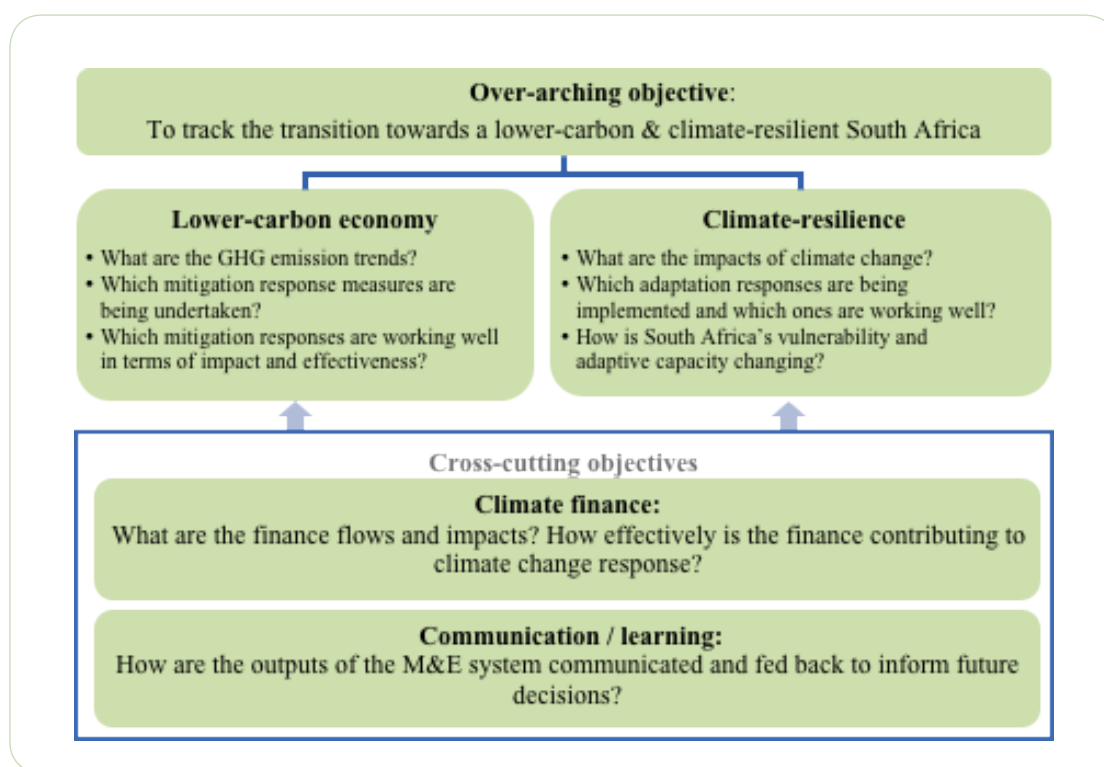 Over-arching objective:
To track the transition towards a lower-carbon & climate-resilient South Africa
Lower-carbon economy
• What are the GHG emission trends?
• Which mitigation response measures are
being undertaken?
• Which mitigation responses are working well
in terms of impact and effectiveness?
Climate-resilience
• What are the impacts of climate change?
• Which adaptation responses are being
implemented and which ones are working well?
• How is South Africa's vulnerability and
adaptive capacity changing?
Cross-cutting objectives
Climate finance:
What are the finance flows and impacts? How effectively is the finance contributing to
climate change response?
Communication / learning:
How are the outputs of the M&E system communicated and fed back to inform future
decisions?